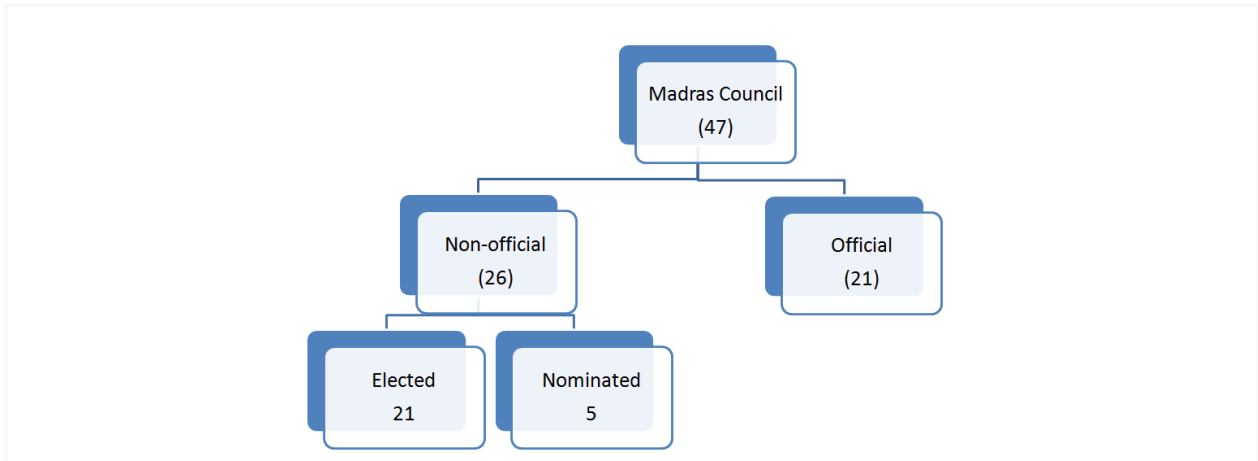 Madras Council
(47)
Non-official
(26)
Official
(21)
Elected
21
Nominated
5